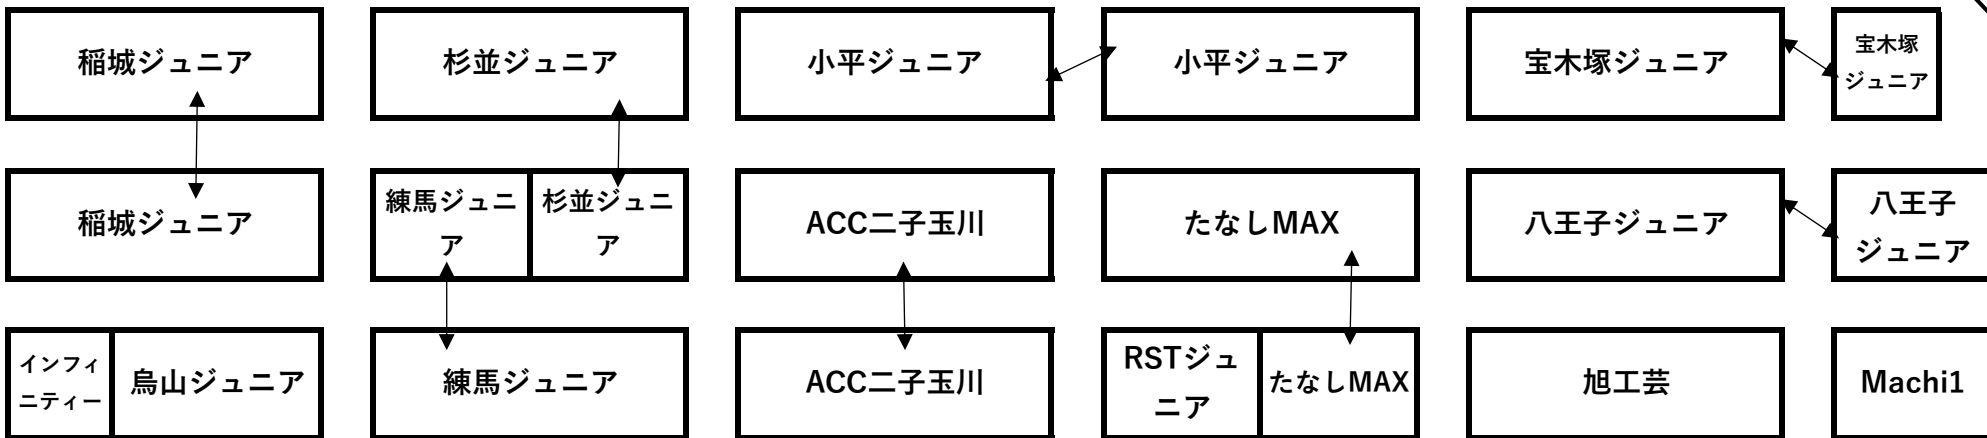 稲城ジュニア
杉並ジュニア
小平ジュニア
小平ジュニア
宝木塚ジュニア
宝木塚
ジュニア
稲城ジュニア
練馬ジュニ
ア
杉並ジュニ
ア
ACC二子玉川
たなしMAX
八王子ジュニア
八王子
ジュニア
インフィ
ニティー
烏山ジュニア
練馬ジュニア
ACC二子玉川
RSTジュ
ニア
たなしMAX
旭工芸
Machi1